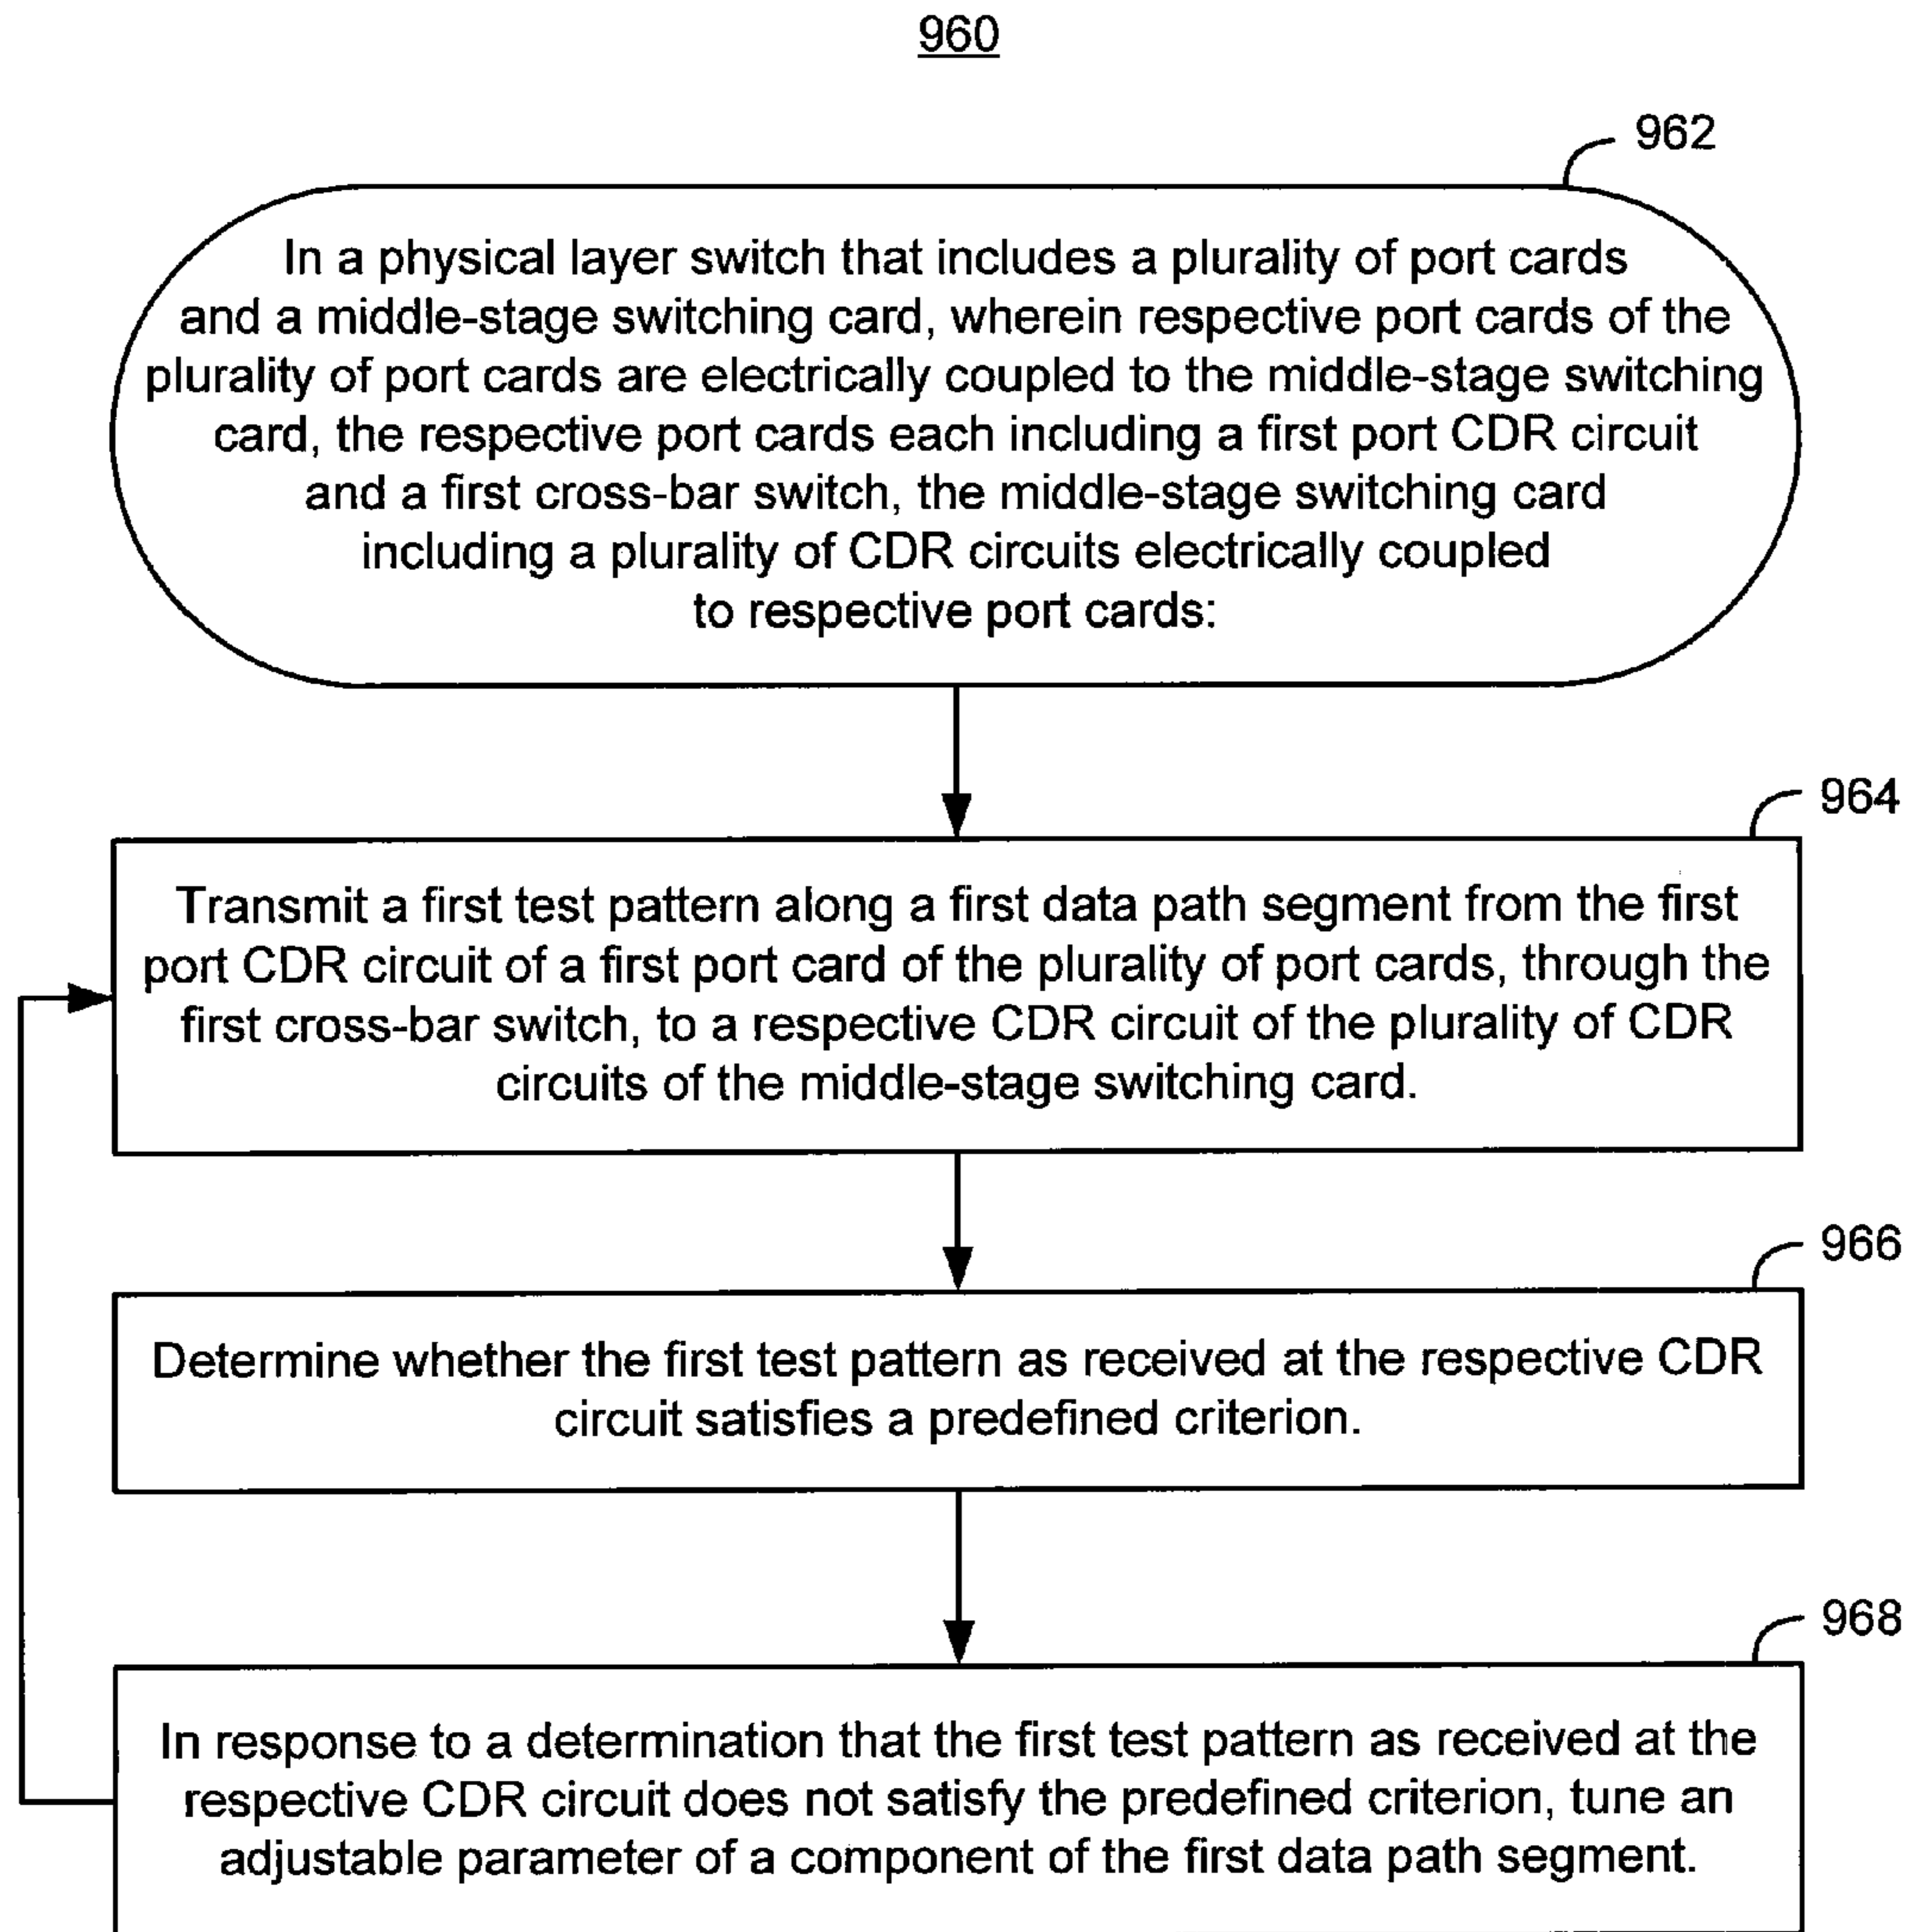 960
962
In a physical layer switch that includes a plurality of port cards
and a middle-stage switching card, wherein respective port cards of the
plurality of port cards are electrically coupled to the middle-stage switching
card, the respective port cards each including a first port CDR circuit
and a first cross-bar switch, the middle-stage switching card
including a plurality of CDR circuits electrically coupled
to respective port cards:
964
Transmit a first test pattern along a first data path segment from the first
port CDR circuit of a first port card of the plurality of port cards, through the
first cross-bar switch, to a respective CDR circuit of the plurality of CDR
circuits of the middle-stage switching card.
966
Determine whether the first test pattern as received at the respective CDR
circuit satisfies a predefined criterion.
968
In response to a determination that the first test pattern as received at the
respective CDR circuit does not satisfy the predefined criterion, tune an
adjustable parameter of a component of the first data path segment.